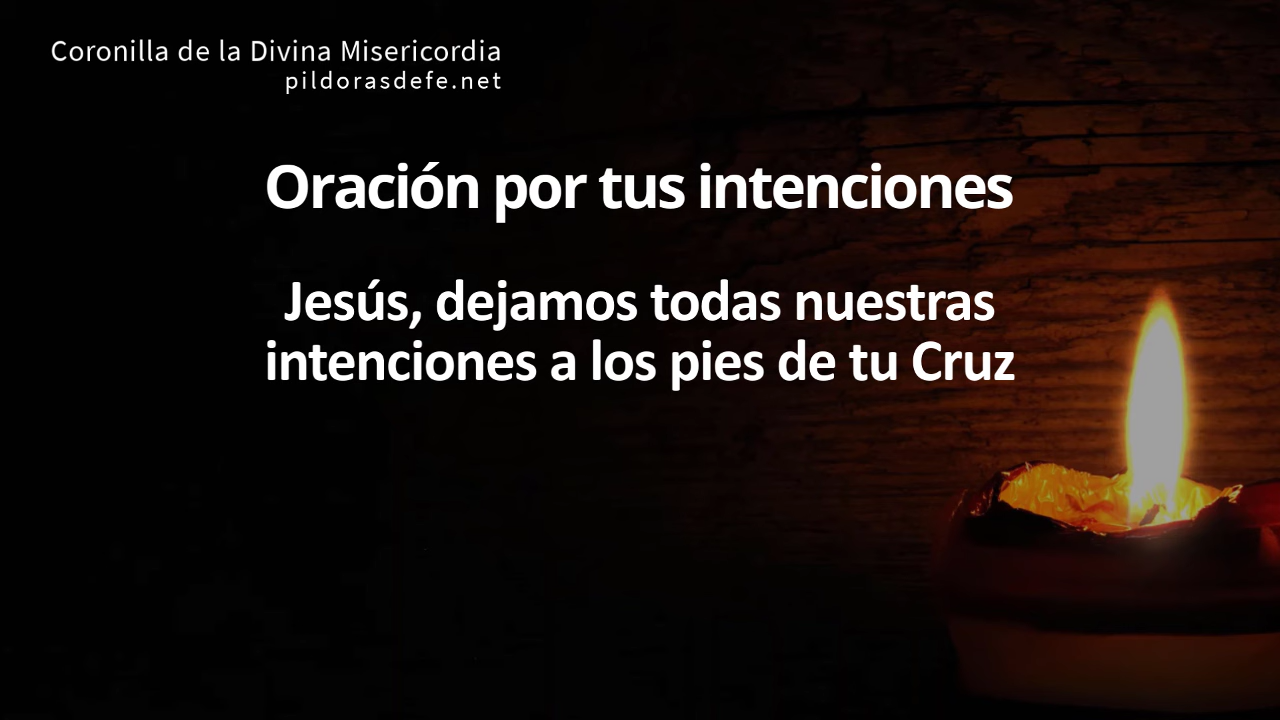 Coronilla de la Divina Misericordia
pildorasdefe.net
Oración por tus intenciones
Jesús, dejamos todas nuestras
intenciones a los pies de tu Cruz